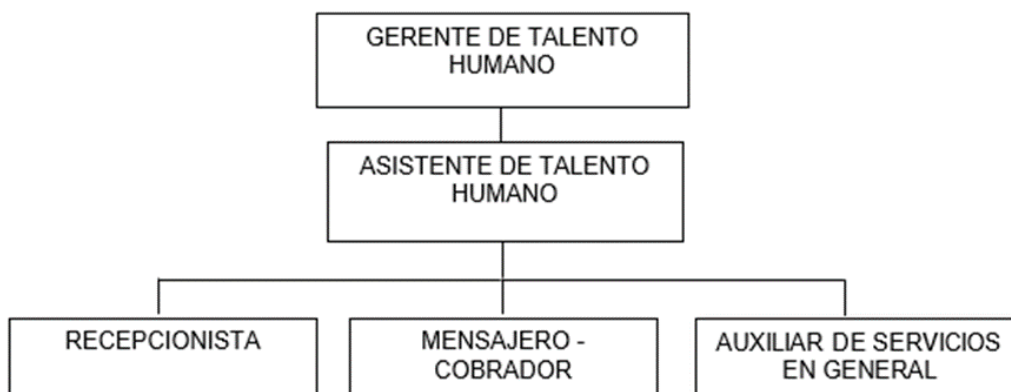 GERENTE DE TALENTO
HUMANO
ASISTENTE DE TALENTO
HUMANO
RECEPCIONISTA
MENSAJERO -
COBRADOR
AUXILIAR DE SERVICIOS
EN GENERAL